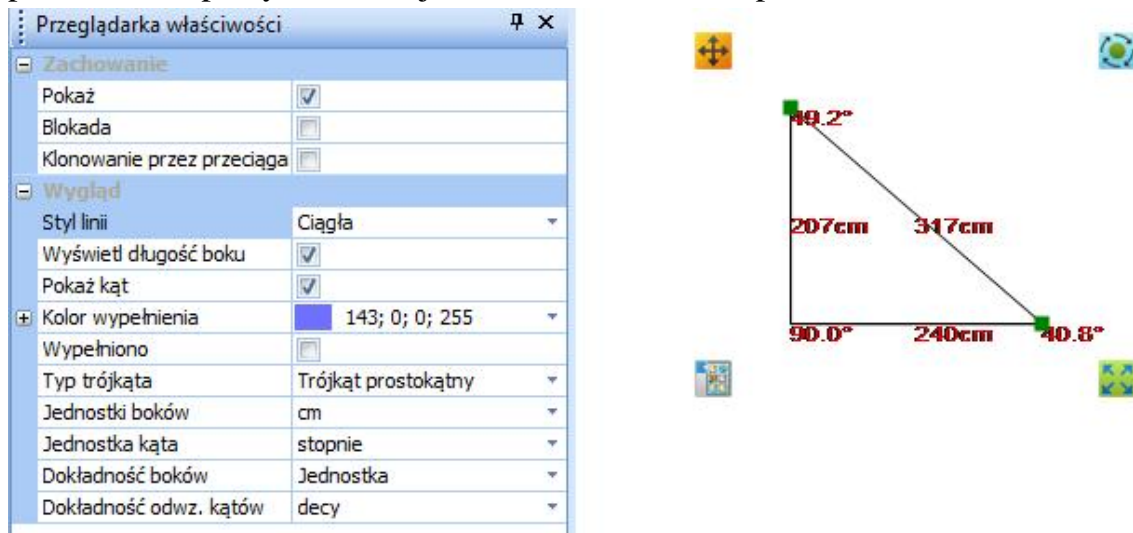 Przeglądarka właściwości
Zachowanie
Pokaż
Blokada
Klonowanie przez przeciąga
Wygląd
Styl linii Ciągła
Wyświetl długość boku
Pokaż kąt
Kolor wypełnienia 143; 0; 0; 255
Wypełniono
Typ trójkąta Trójkąt prostokątny
Jednostki boków cm
Jednostka kąta stopnie
Dokładność boków Jednostka
Dokładność odwz. kątów decy
49.2°
207cm 317cm
90.0° 240cm 40.8°